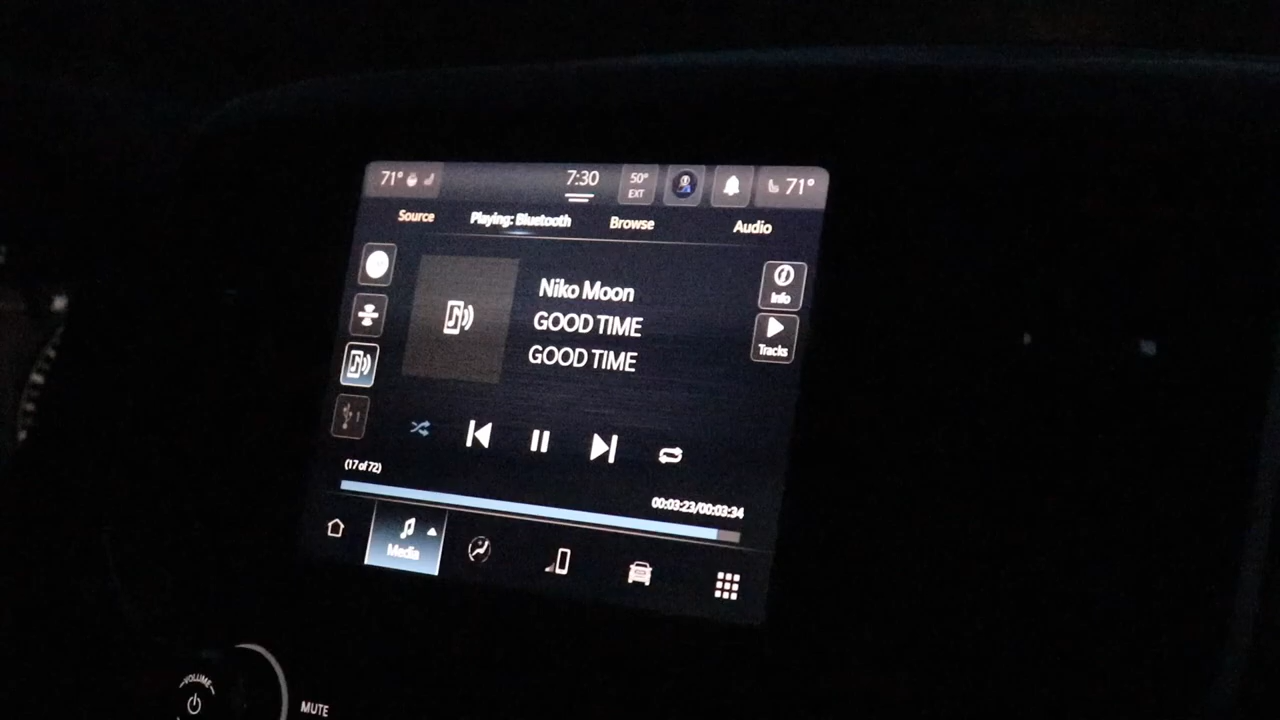 71°
7:30
50°
EXT
71°
Source
Playing: Bluetooth
Browse
Audio
Niko Moon
GOOD TIME
GOOD TIME
Info
Tracks
(17 of 72)
00:03:23/00:03:34
Media
VOLUME
MUTE